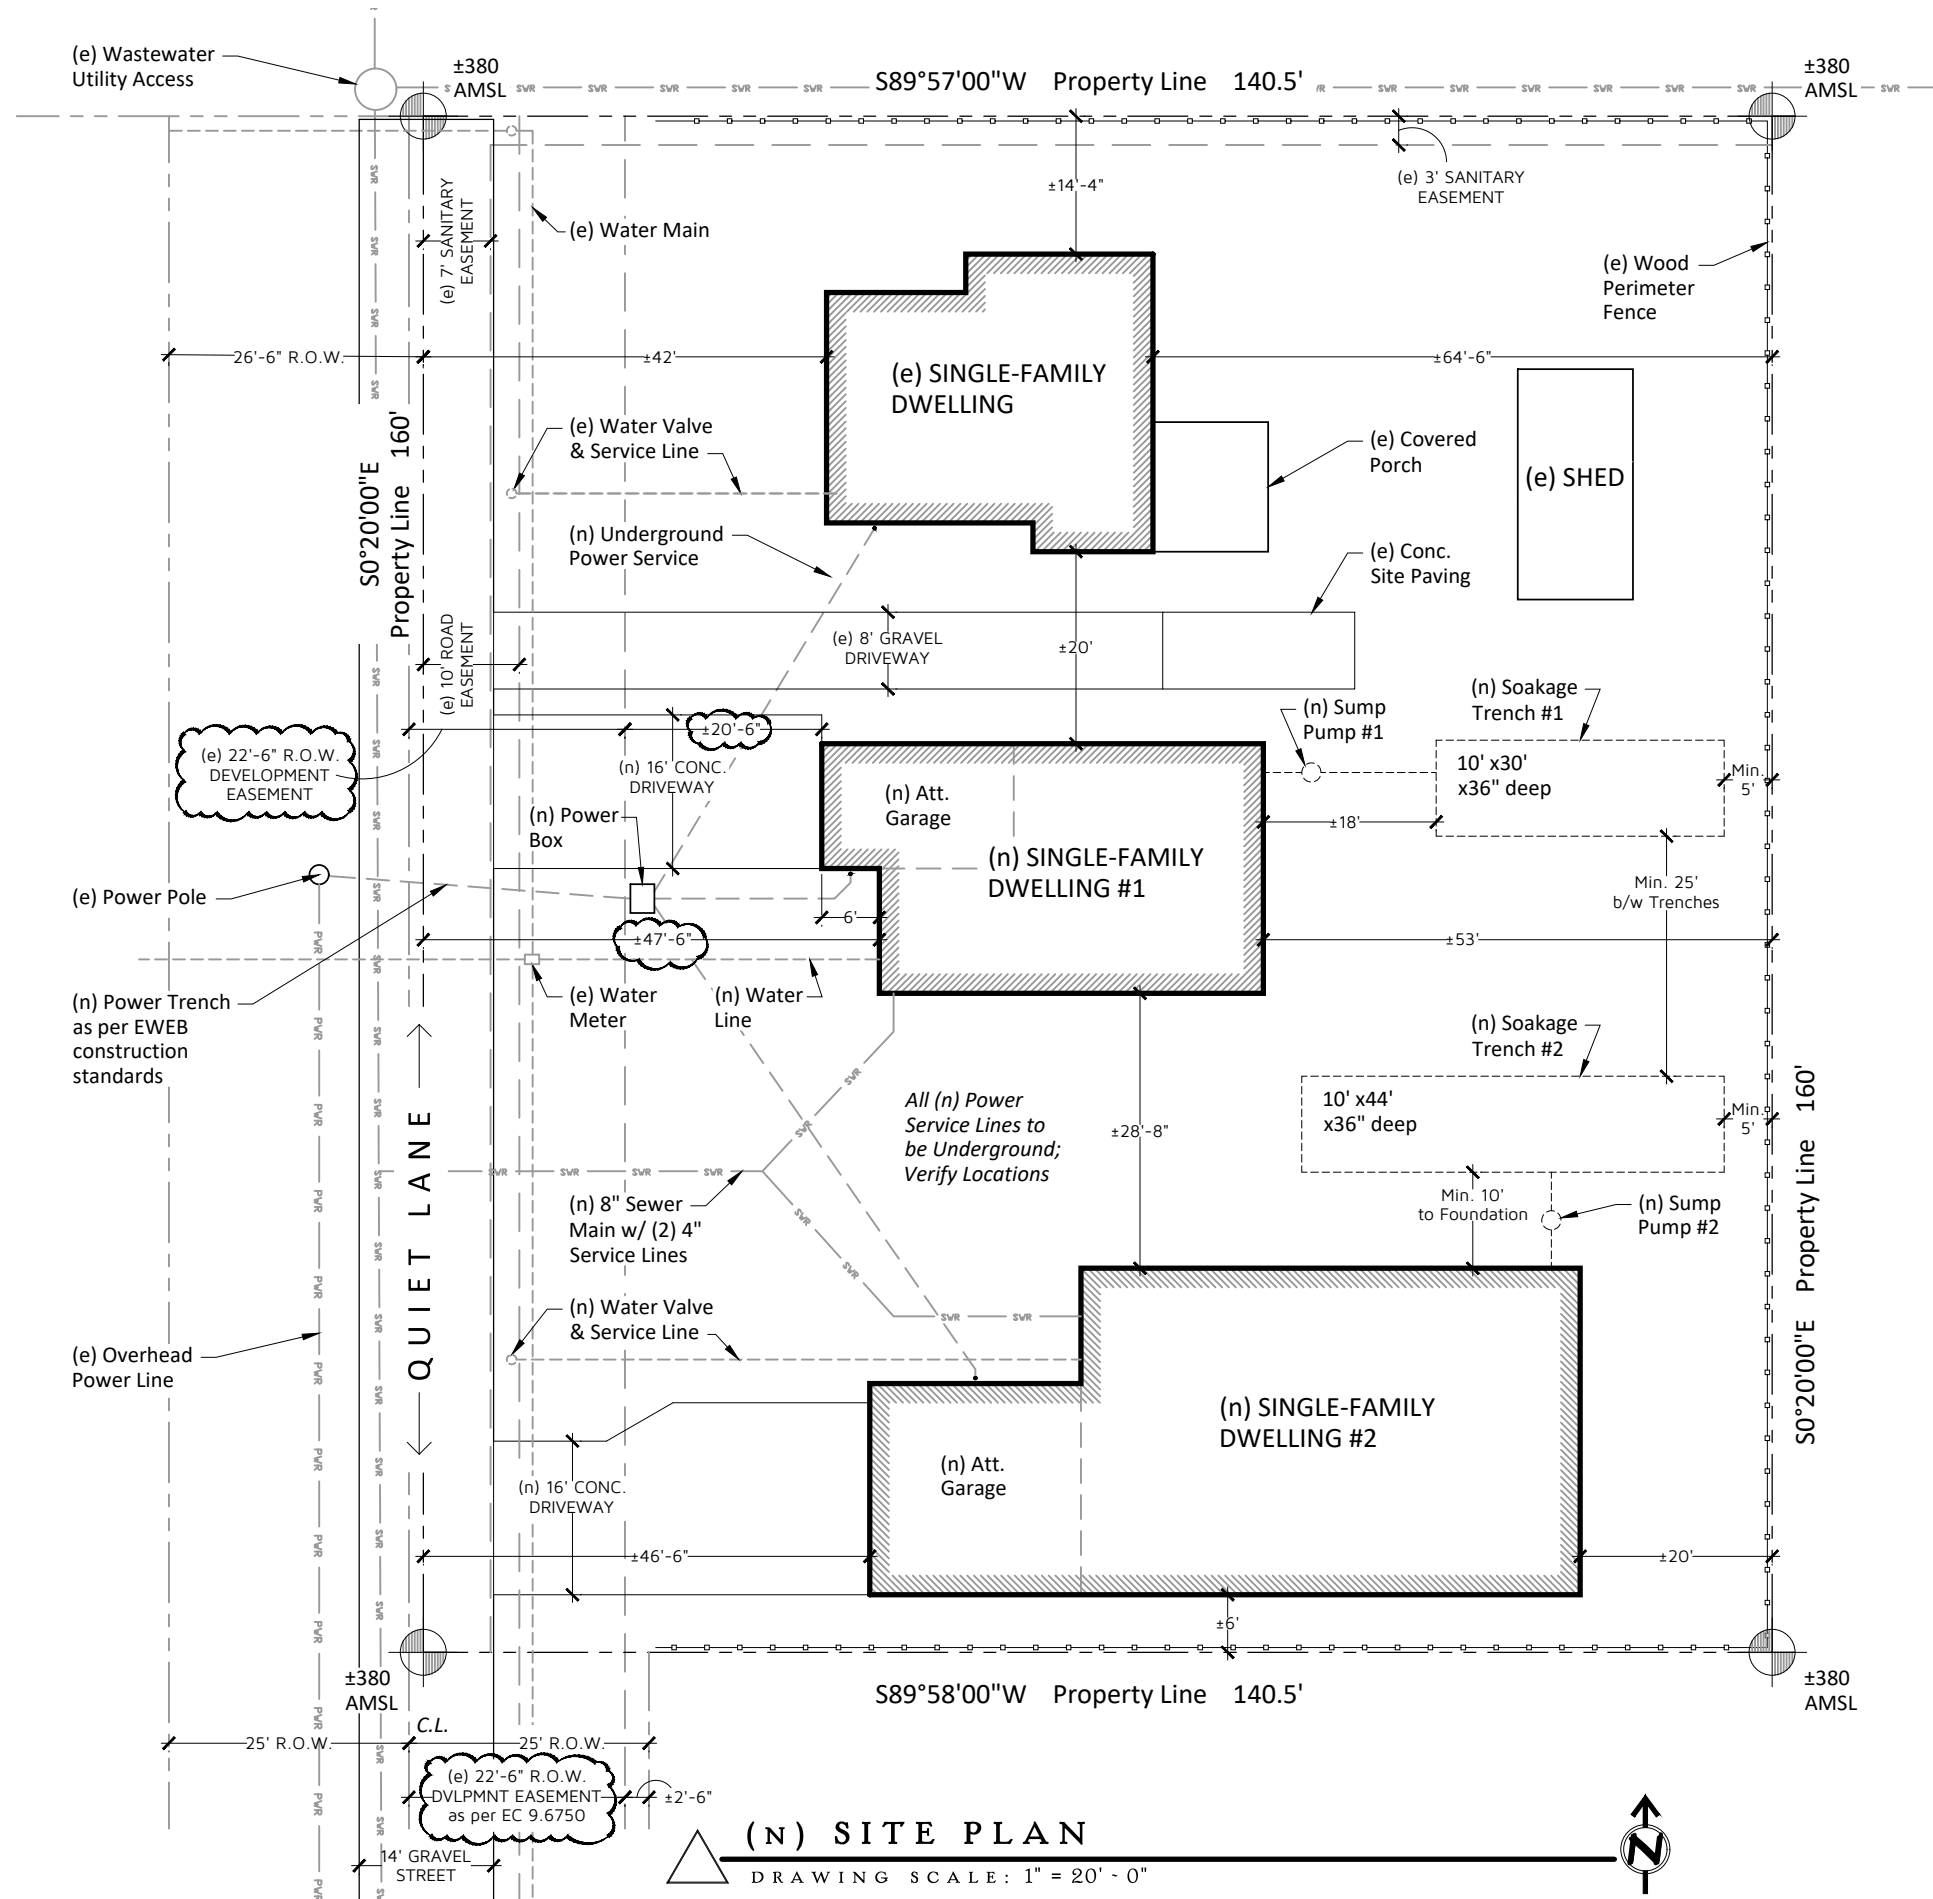 (e) Wastewater
Utility Access
±380
AMSL
S89°57'00"W Property Line 140.5'
±380
AMSL
SWR
(e) 7' SANITARY
EASEMENT
±14'-4"
(e) 3' SANITARY
EASEMENT
(e) Water Main
(e) Wood
Perimeter
Fence
26'-6" R.O.W.
±42'
±64'-6"
(e) SINGLE-FAMILY
DWELLING
(e) Water Valve
& Service Line
(e) Covered
Porch
(e) SHED
S0°20'00"E
Property Line 160'
(n) Underground
Power Service
(e) Conc.
Site Paving
(e) 10' ROAD
EASEMENT
(e) 8' GRAVEL
DRIVEWAY
±20'
(n) Soakage
Trench #1
(n) Sump
Pump #1
±20'-6"
(e) 22'-6" R.O.W.
DEVELOPMENT
EASEMENT
(n) 16' CONC.
DRIVEWAY
10' x30'
x36" deep
Min.
5'
(n) Att.
Garage
(n) Power
Box
±18'
(n) SINGLE-FAMILY
DWELLING #1
(e) Power Pole
Min. 25'
b/w Trenches
6'
±47'-6"
±53'
PWR
(n) Power Trench
as per EWEB
construction
standards
(e) Water
Meter
(n) Water
Line
(n) Soakage
Trench #2
SWR
QUIET LANE
All (n) Power
Service Lines to
be Underground;
Verify Locations
±28'-8"
10' x44'
x36" deep
Min.
5'
S0°20'00"E Property Line 160'
SWR SWR SWR SWR
(n) 8" Sewer
Main w/ (2) 4"
Service Lines
Min. 10'
to Foundation
(n) Sump
Pump #2
(n) Water Valve
& Service Line
SWR SWR
(e) Overhead
Power Line
(n) SINGLE-FAMILY
DWELLING #2
(n) Att.
Garage
(n) 16' CONC.
DRIVEWAY
±46'-6"
±20'
±6'
±380
AMSL
S89°58'00"W Property Line 140.5'
±380
AMSL
C.L.
25' R.O.W.
25' R.O.W.
(e) 22'-6" R.O.W.
DVLPMNT EASEMENT
as per EC 9.6750
±2'-6"
14' GRAVEL
STREET
(N) SITE PLAN
DRAWING SCALE: 1" = 20' - 0"
N